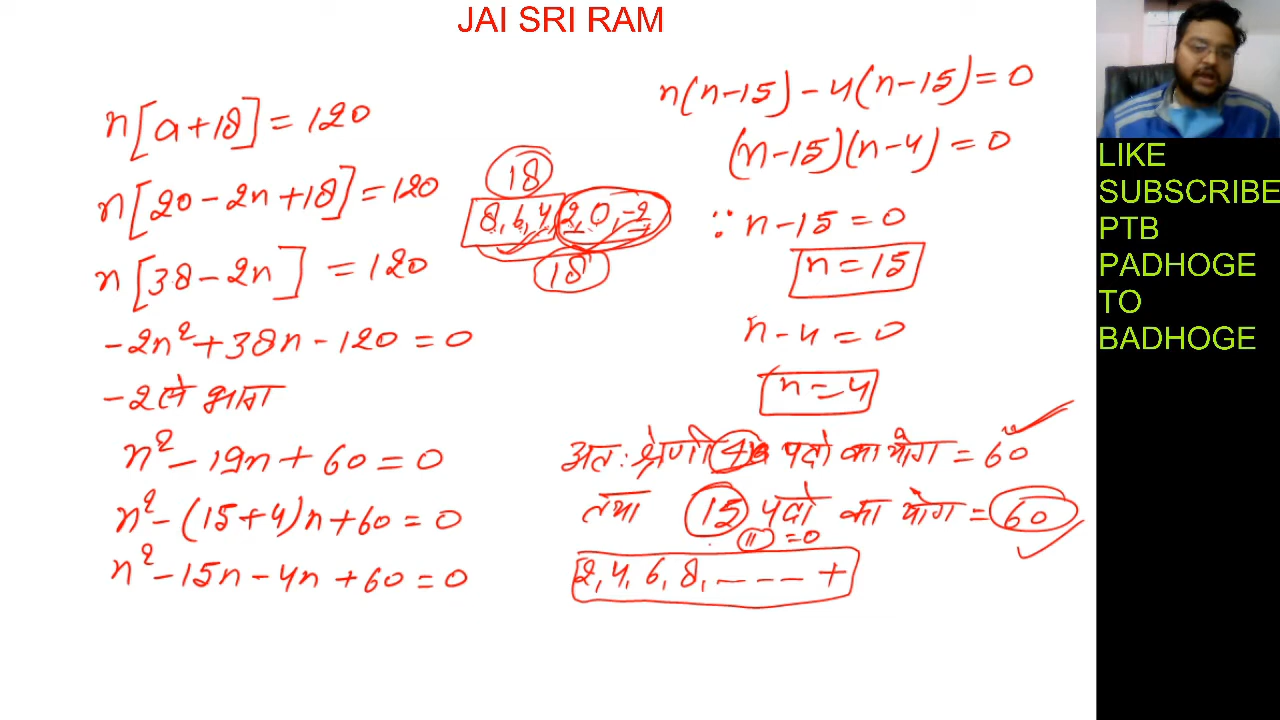 JAI SRI RAM
n[a+18] = 120
n[20-2n+18] = 120
n[38-2n] = 120
-2n²+38n-120 = 0
-2 से भाग
n²-19n+60 = 0
n²-(15+4)n+60 = 0
n²-15n-4n+60 = 0
18
8, 6, 4, 2, 0, -2
18
n(n-15)-4(n-15) = 0
(n-15)(n-4) = 0
∵ n-15 = 0
n = 15
n-4 = 0
n = 4
अतः श्रेणी 4 पदो का योग = 60
तथा 15 पदो का योग = 60
11 = 0
2, 4, 6, 8, - - - - +
LIKE
SUBSCRIBE
PTB
PADHOGE
TO
BADHOGE